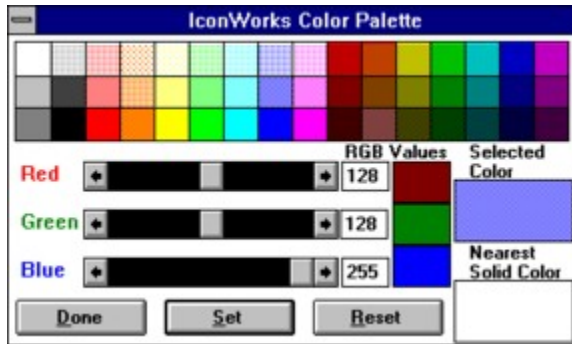 IconWorks Color Palette
RGB Values
Selected
Color
Red
128
Green
128
Blue
255
Nearest
Solid Color
Done
Set
Reset